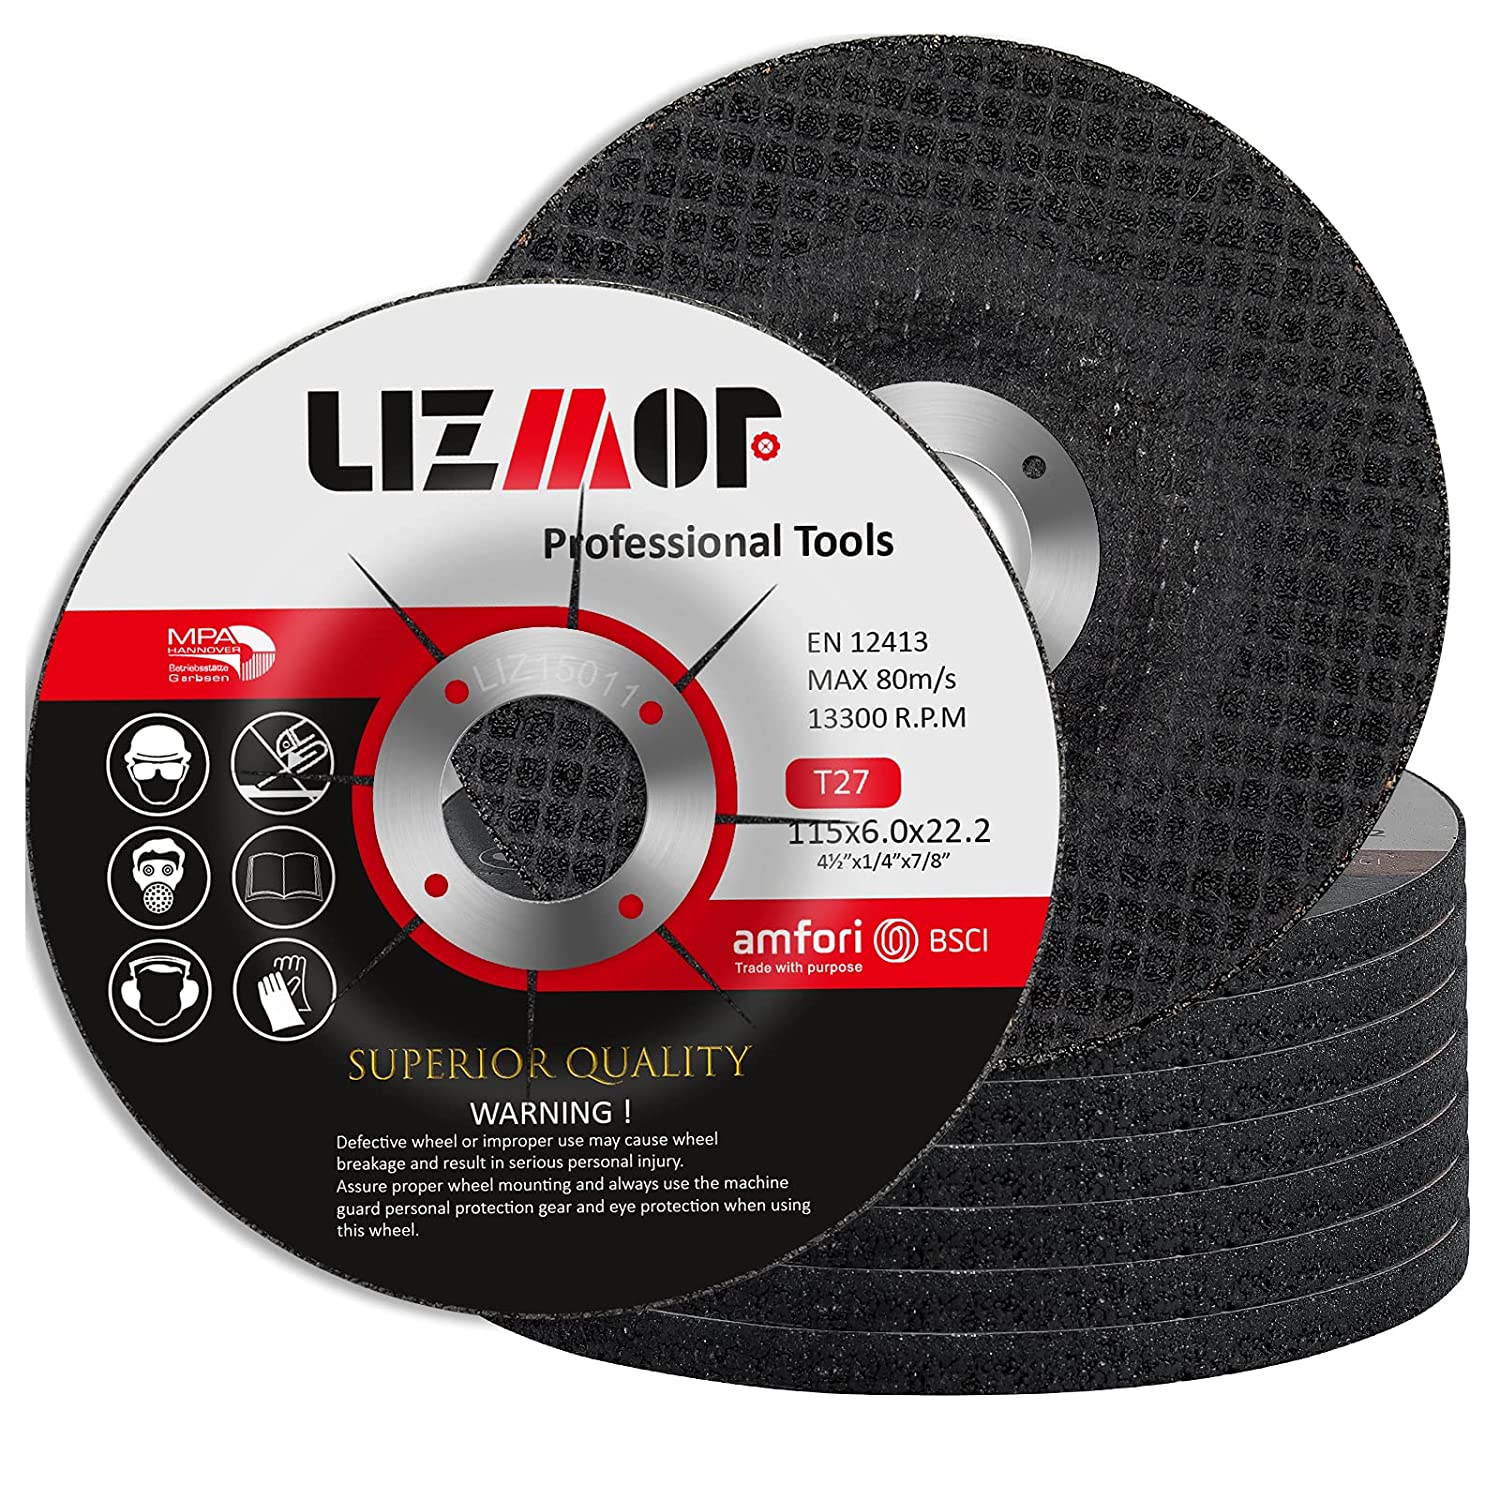 LIZMOP
Professional Tools
MPA
HANNOVER
Betriebsstätte
Garbsen
EN 12413
MAX 80m/s
13300 R.P.M
LIZ15011
T27
115x6.0x22.2
4½"x1/4"x7/8"
amfori BSCI
Trade with purpose
SUPERIOR QUALITY
WARNING !
Defective wheel or improper use may cause wheel
breakage and result in serious personal injury.
Assure proper wheel mounting and always use the machine
guard personal protection gear and eye protection when using
this wheel.